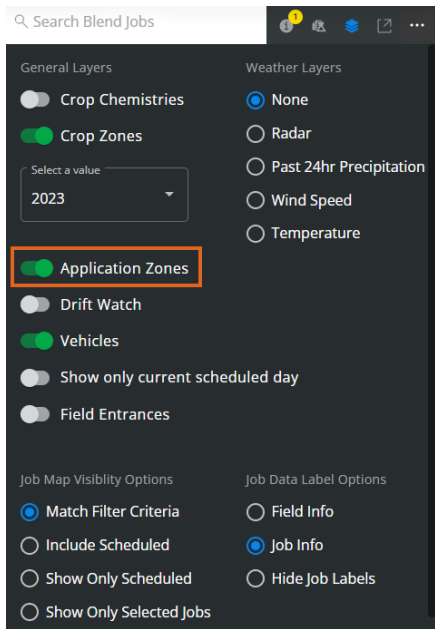 Search Blend Jobs
1
General Layers
Crop Chemistries
Crop Zones
Select a value
2023
Application Zones
Drift Watch
Vehicles
Show only current scheduled day
Field Entrances
Weather Layers
None
Radar
Past 24hr Precipitation
Wind Speed
Temperature
Job Map Visiblity Options
Match Filter Criteria
Include Scheduled
Show Only Scheduled
Show Only Selected Jobs
Job Data Label Options
Field Info
Job Info
Hide Job Labels